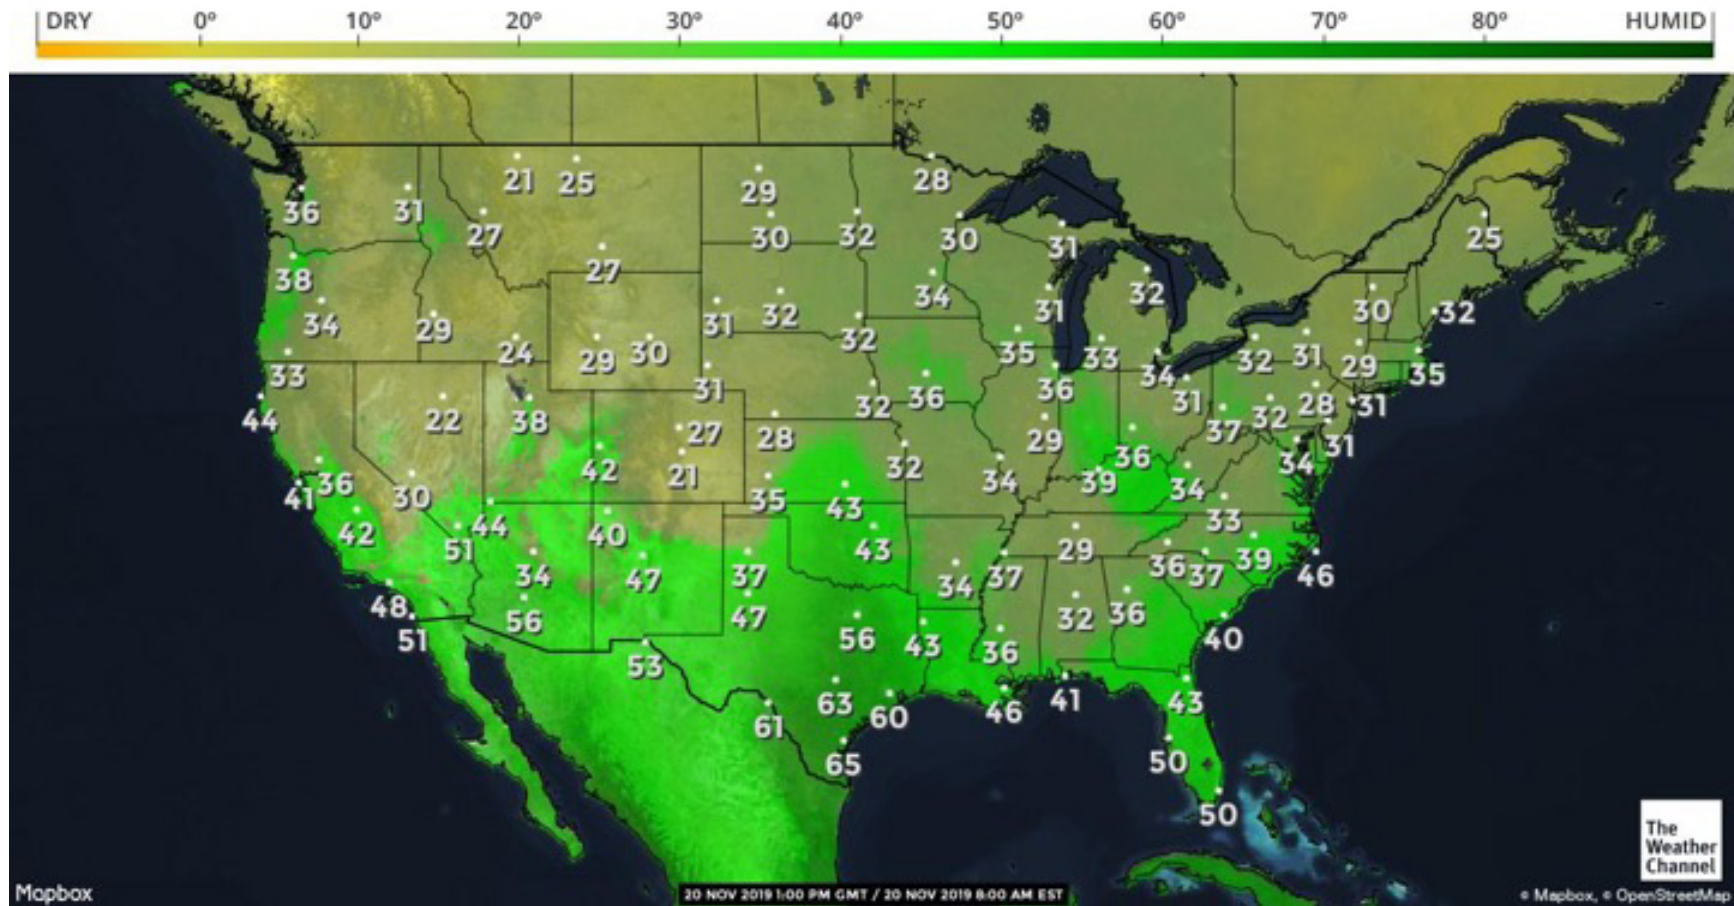 DRY 0° 10° 20° 30° 40° 50° 60° 70° 80° HUMID
21 25 29 28
36 31 27 30 32 30 31 25
38 27
34 29 31 32 34 31 32 30 32
33 24 29 30 32 35 33 34 32 31 29 35
44 22 38 31 32 36 36 31 37 32 28 31
27 28 29 36 31
41 36 30 42 21 35 32 34 39 34 34
42 51 44 40 43 43 29 33
34 47 37 34 37 36 37 39 46
48 51 56 47 56 43 36 32 36 40
53
61 63 60 46 41 43
65 50
50
The
Weather
Channel
Mapbox
20 NOV 2019 1:00 PM GMT / 20 NOV 2019 8:00 AM EST
© Mapbox, © OpenStreetMap